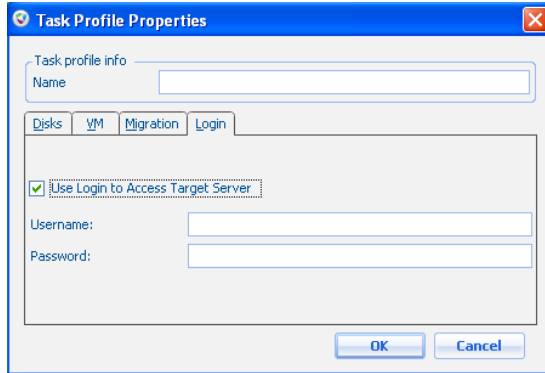 Task Profile Properties
Task profile info
Name
Disks VM Migration Login
Use Login to Access Target Server
Username:
Password:
OK Cancel